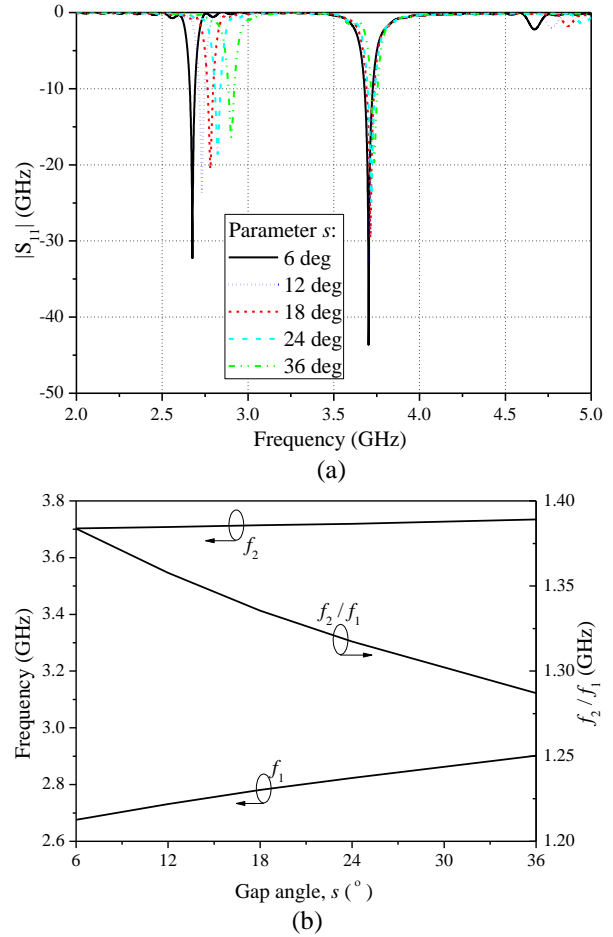 0
-10
-20
-30
-40
-50
|S11| (GHz)
Parameter s:
6 deg
12 deg
18 deg
24 deg
36 deg
2.0 2.5 3.0 3.5 4.0 4.5 5.0
Frequency (GHz)
(a)
3.8
3.6
3.4
3.2
3.0
2.8
2.6
Frequency (GHz)
f2
f2 / f1
f1
1.40
1.35
1.30
1.25
1.20
f2 / f1 (GHz)
6 12 18 24 30 36
Gap angle, s (°)
(b)